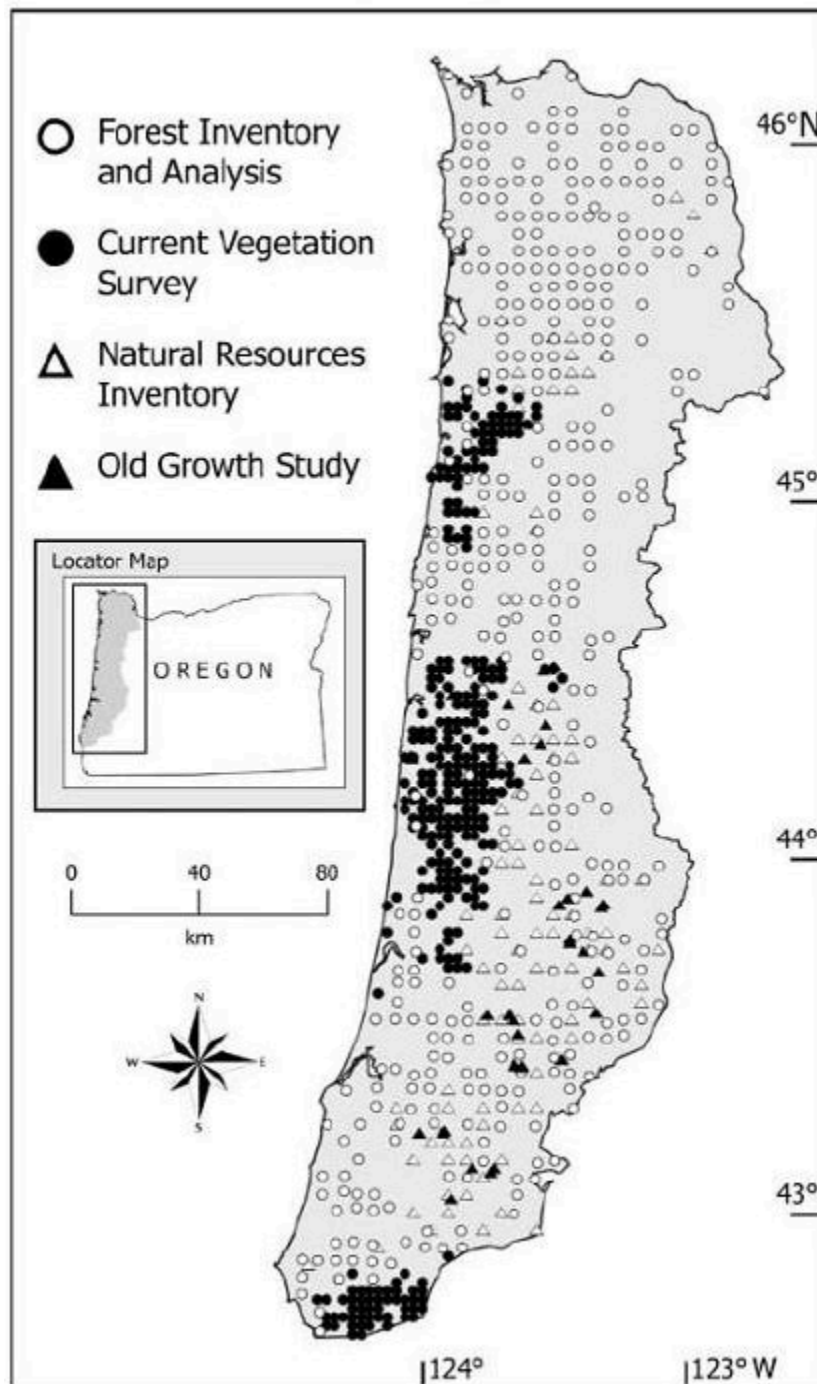 Forest Inventory
and Analysis
Current Vegetation
Survey
Natural Resources
Inventory
Old Growth Study
Locator Map
OREGON
0 40 80
km
N
W E
S
46°N
45°
44°
43°
124° 123° W